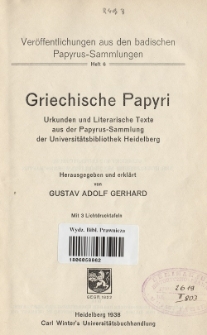 Veröffentlichungen aus den badischen
Papyrus-Sammlungen
Heft 6
Griechische Papyri
Urkunden und Literarische Texte
aus der Papyrus-Sammlung
der Universitätsbibliothek Heidelberg
Herausgegeben und erklärt
von
GUSTAV ADOLF GERHARD
Mit 3 Lichtdrucktafeln
Wydz. Bibl. Prawnicza
Heidelberg 1938
Carl Winter's Universitätsbuchhandlung